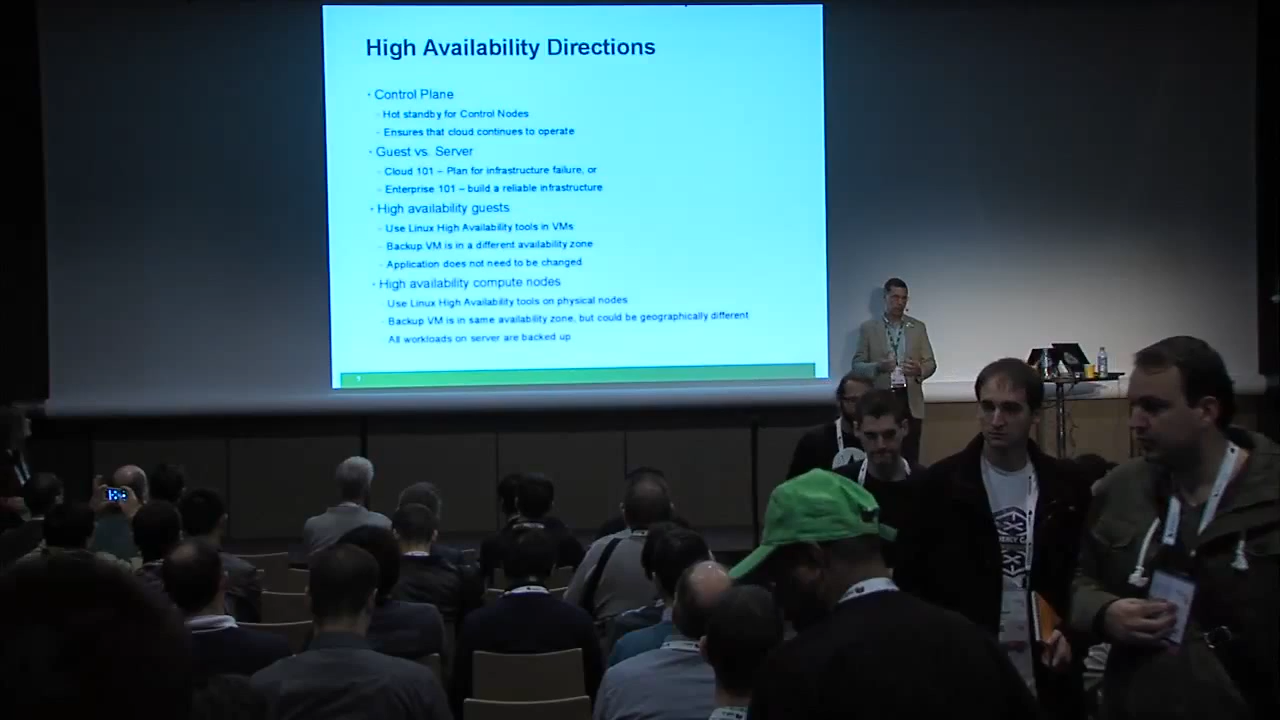 High Availability Directions
· Control Plane
- Hot standby for Control Nodes
- Ensures that cloud continues to operate
· Guest vs. Server
- Cloud 101 – Plan for infrastructure failure, or
- Enterprise 101 – build a reliable infrastructure
· High availability guests
- Use Linux High Availability tools in VMs
- Backup VM is in a different availability zone
- Application does not need to be changed
· High availability compute nodes
Use Linux High Availability tools on physical nodes
Backup VM is in same availability zone, but could be geographically different
All workloads on server are backed up